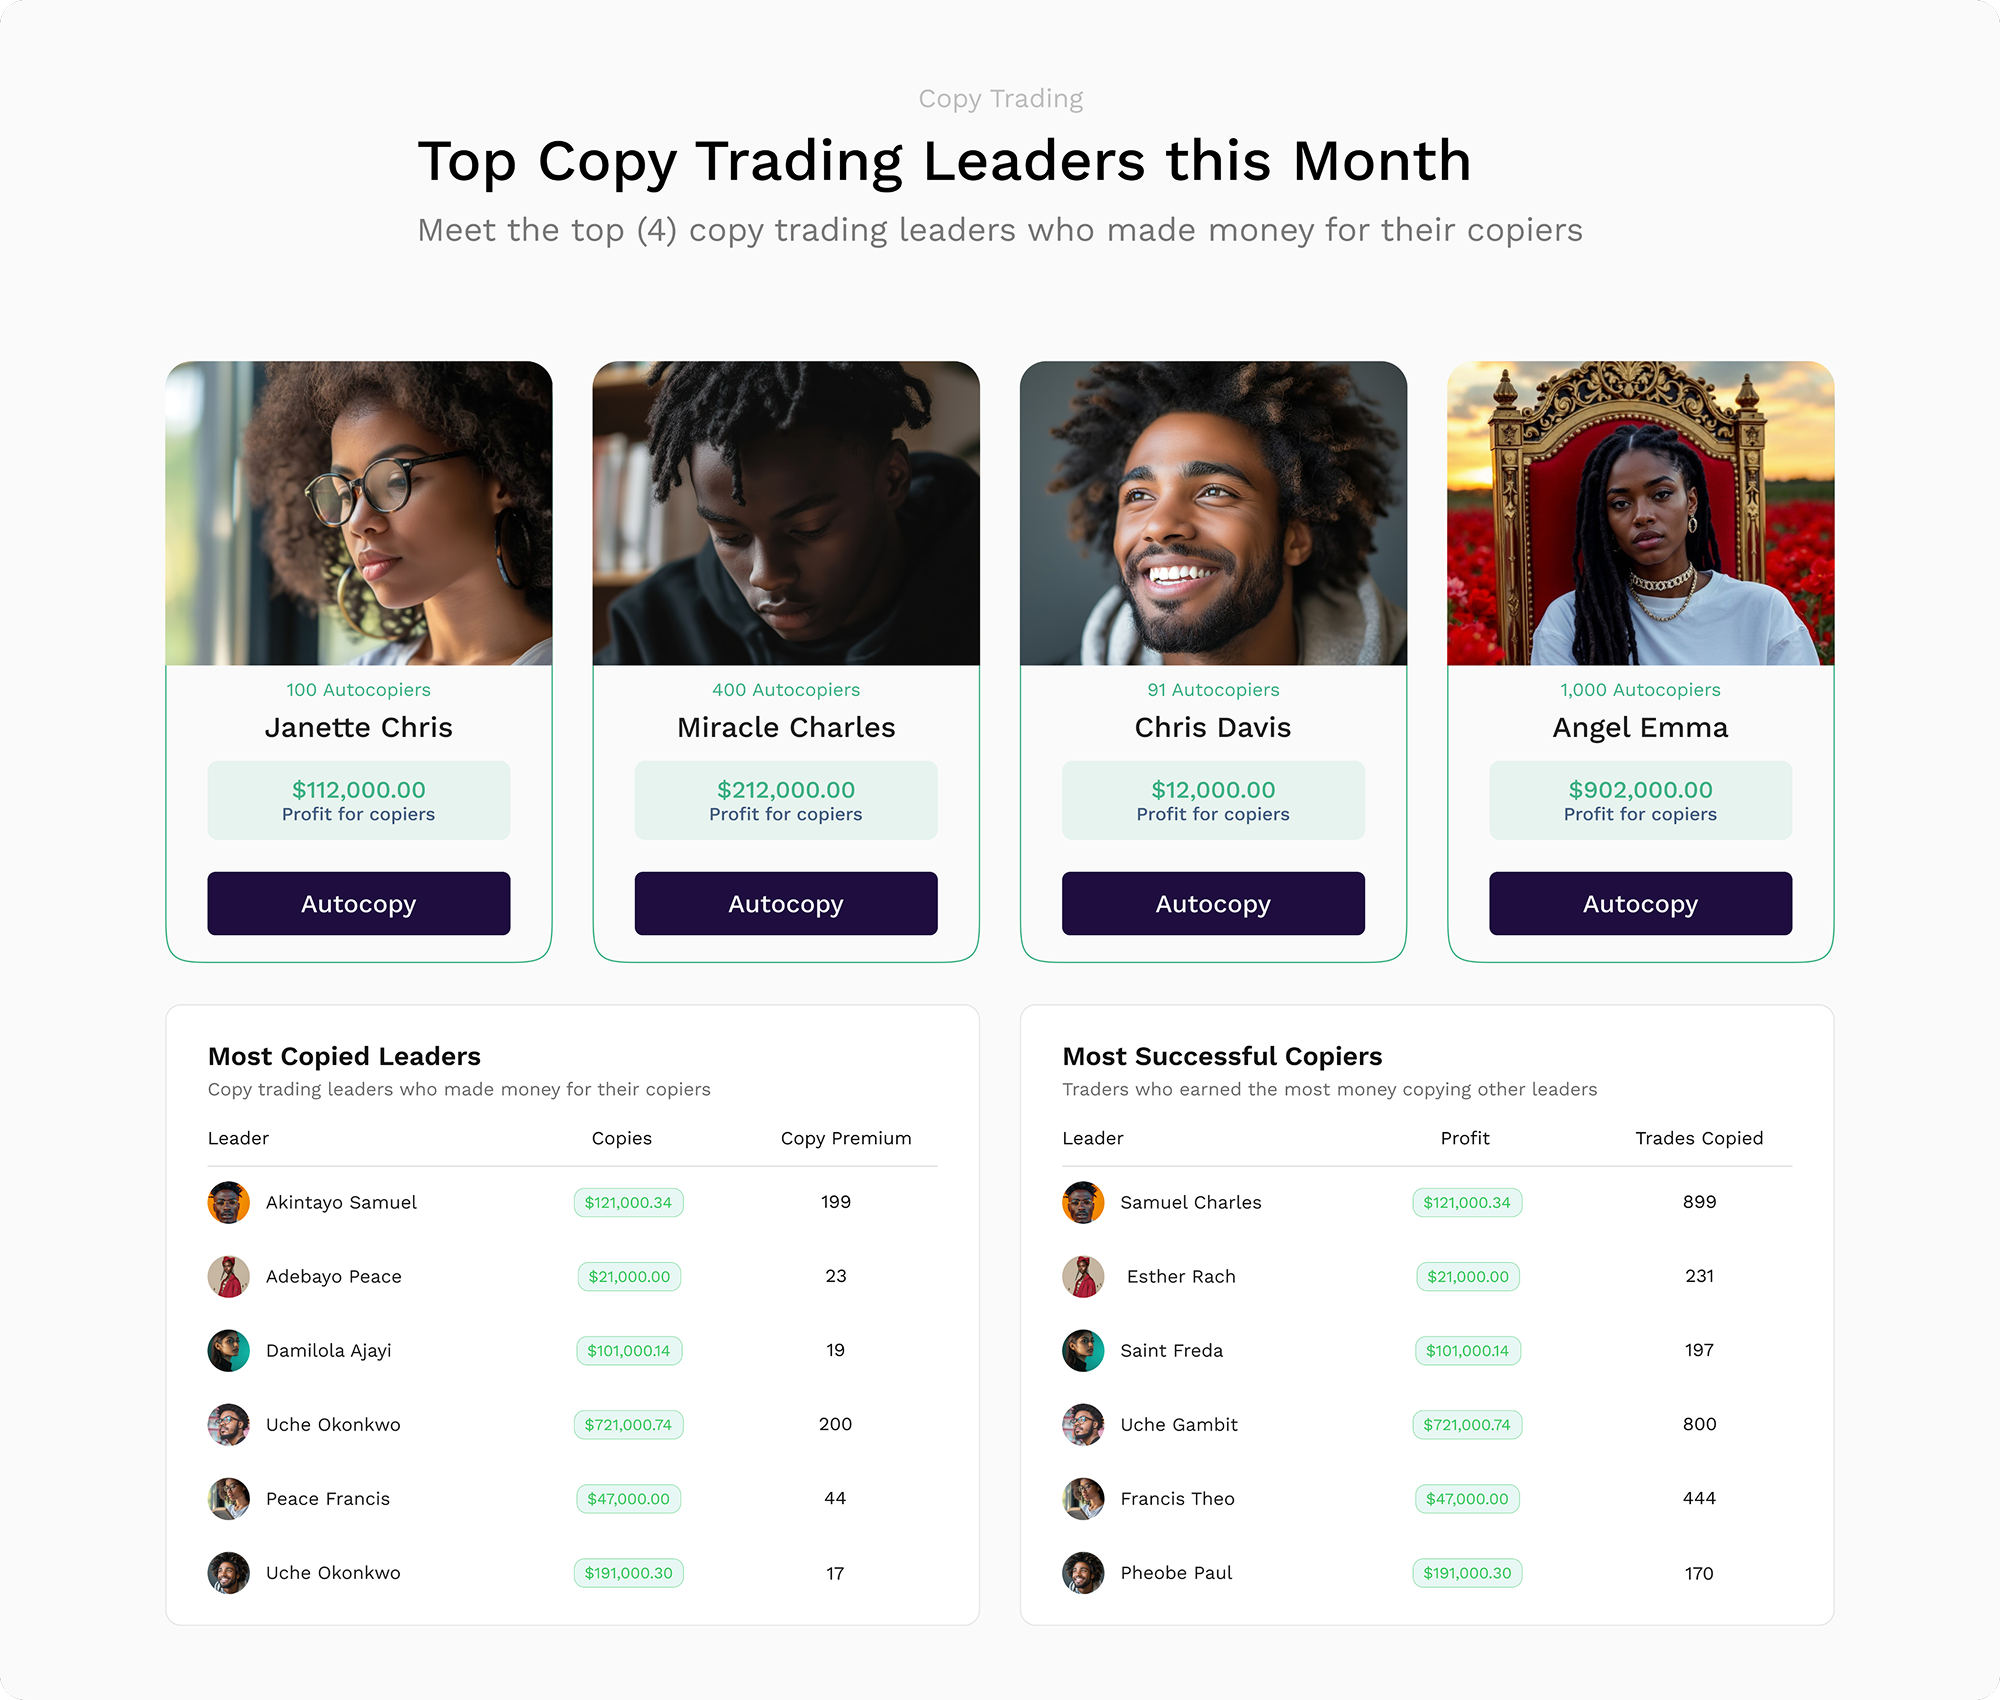 Copy Trading
Top Copy Trading Leaders this Month
Meet the top (4) copy trading leaders who made money for their copiers
100 Autocopiers
Janette Chris
$112,000.00
Profit for copiers
Autocopy
400 Autocopiers
Miracle Charles
$212,000.00
Profit for copiers
Autocopy
91 Autocopiers
Chris Davis
$12,000.00
Profit for copiers
Autocopy
1,000 Autocopiers
Angel Emma
$902,000.00
Profit for copiers
Autocopy
Most Copied Leaders
Copy trading leaders who made money for their copiers
Leader Copies Copy Premium
Akintayo Samuel $121,000.34 199
Adebayo Peace $21,000.00 23
Damilola Ajayi $101,000.14 19
Uche Okonkwo $721,000.74 200
Peace Francis $47,000.00 44
Uche Okonkwo $191,000.30 17
Most Successful Copiers
Traders who earned the most money copying other leaders
Leader Profit Trades Copied
Samuel Charles $121,000.34 899
Esther Rach $21,000.00 231
Saint Freda $101,000.14 197
Uche Gambit $721,000.74 800
Francis Theo $47,000.00 444
Pheobe Paul $191,000.30 170